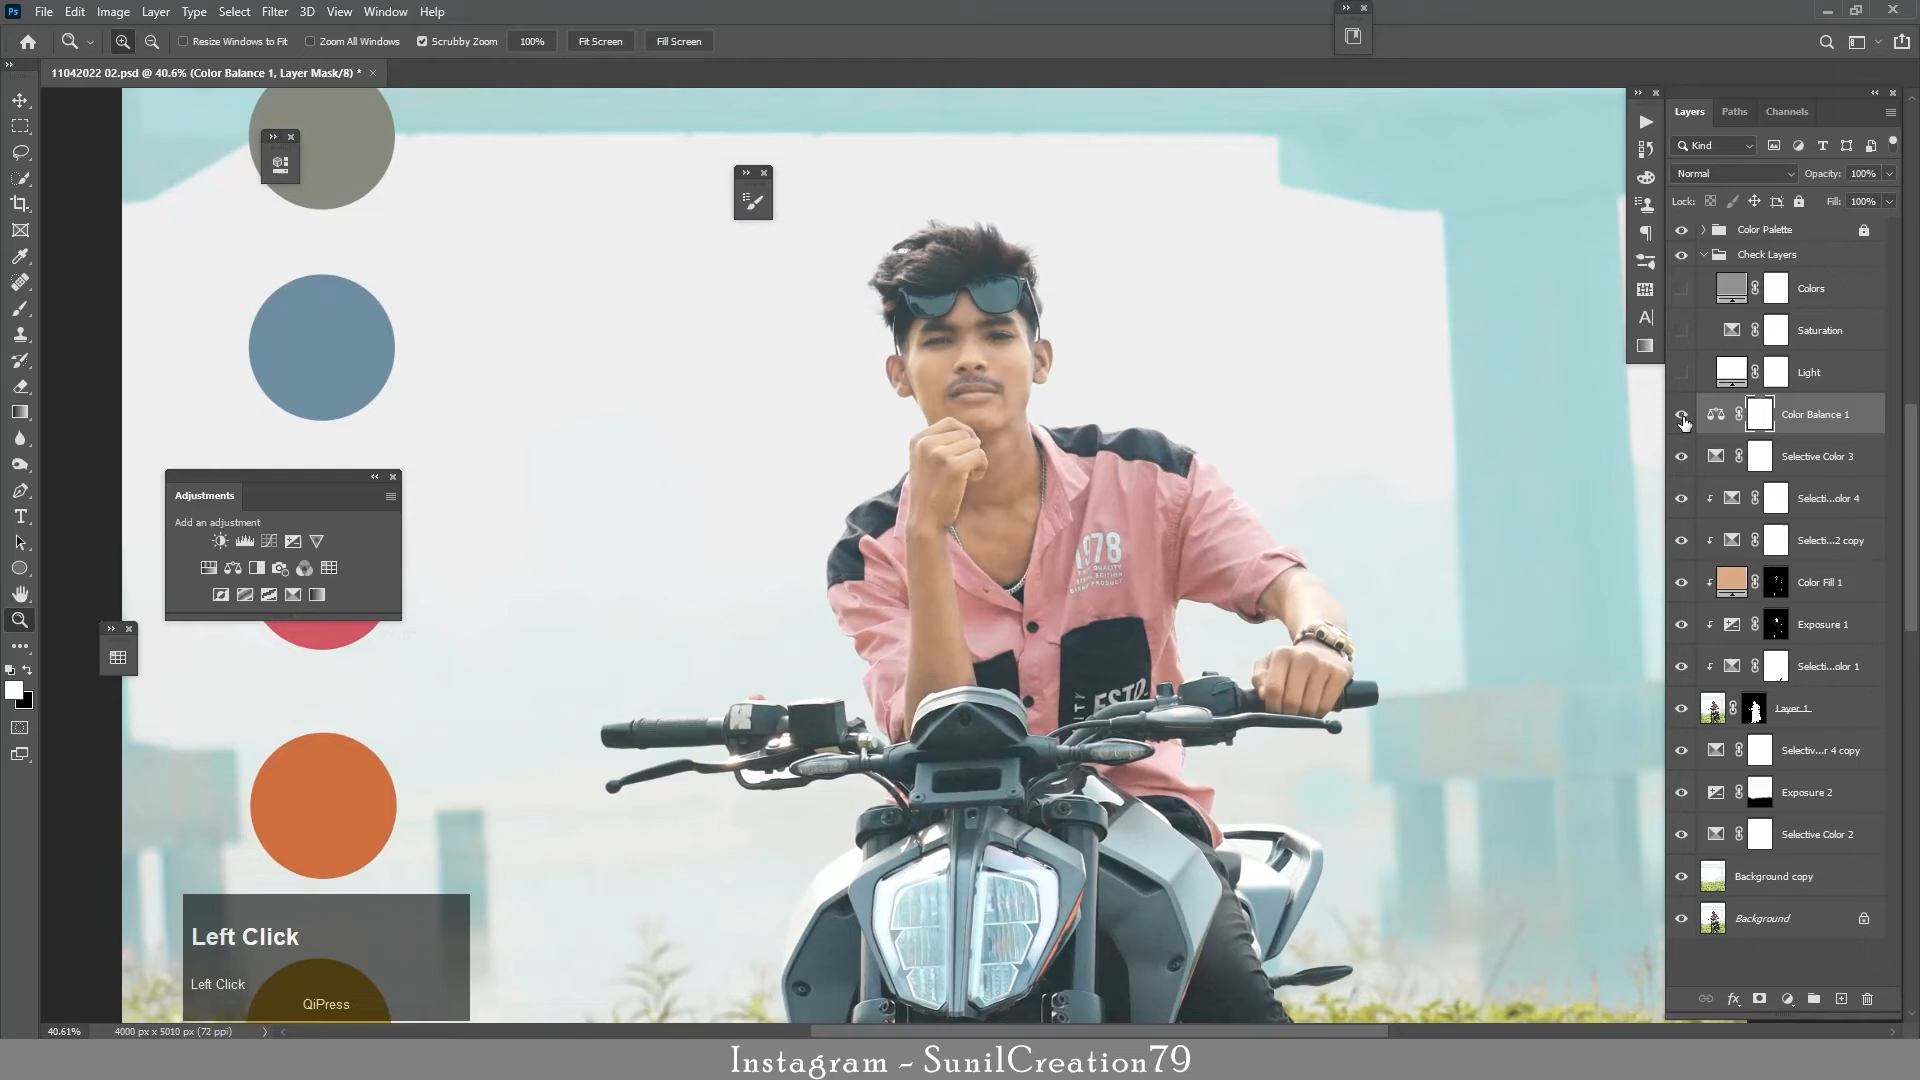 Ps File Edit Image Layer Type Select Filter 3D View Window Help
Resize Windows to Fit Zoom All Windows Scrubby Zoom 100% Fit Screen Fill Screen
11042022 02.psd @ 40.6% (Color Balance 1, Layer Mask/8) * ×
Layers Paths Channels
Kind
Normal Opacity: 100%
Lock: Fill: 100%
Color Palette
Check Layers
Colors
Saturation
Light
Color Balance 1
Selective Color 3
Selecti...olor 4
Selecti...2 copy
Color Fill 1
Exposure 1
Selecti...olor 1
Layer 1
Selectiv...r 4 copy
Exposure 2
Selective Color 2
Background copy
Background
Adjustments
Add an adjustment
1978
ESTD.
Left Click
Left Click
QiPress
40.61% 4000 px x 5010 px (72 ppi)
Instagram - SunilCreation79